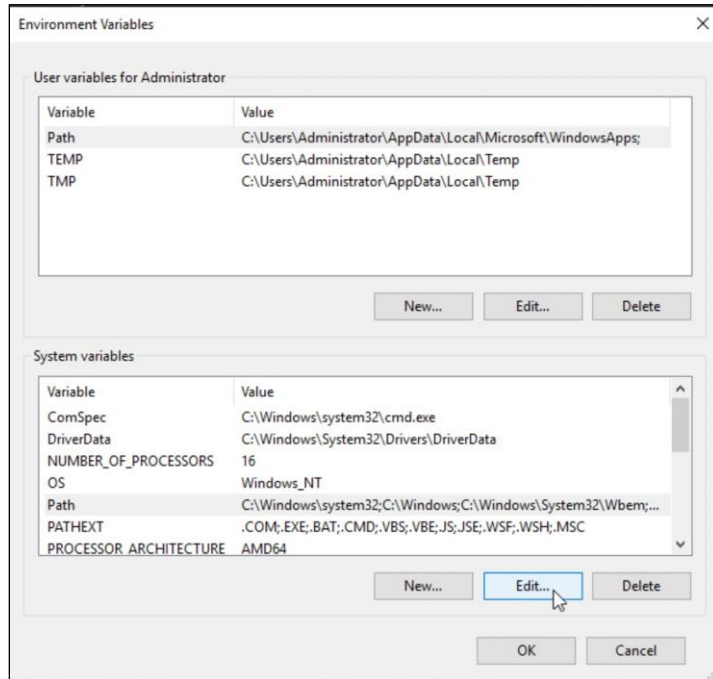 Environment Variables
User variables for Administrator
Variable Value
Path C:\Users\Administrator\AppData\Local\Microsoft\WindowsApps;
TEMP C:\Users\Administrator\AppData\Local\Temp
TMP C:\Users\Administrator\AppData\Local\Temp
New... Edit... Delete
System variables
Variable Value
ComSpec C:\Windows\system32\cmd.exe
DriverData C:\Windows\System32\Drivers\DriverData
NUMBER_OF_PROCESSORS 16
OS Windows_NT
Path C:\Windows\system32;C:\Windows;C:\Windows\System32\Wbem;...
PATHEXT .COM;.EXE;.BAT;.CMD;.VBS;.VBE;.JS;.JSE;.WSF;.WSH;.MSC
PROCESSOR_ARCHITECTURE AMD64
New... Edit... Delete
OK Cancel